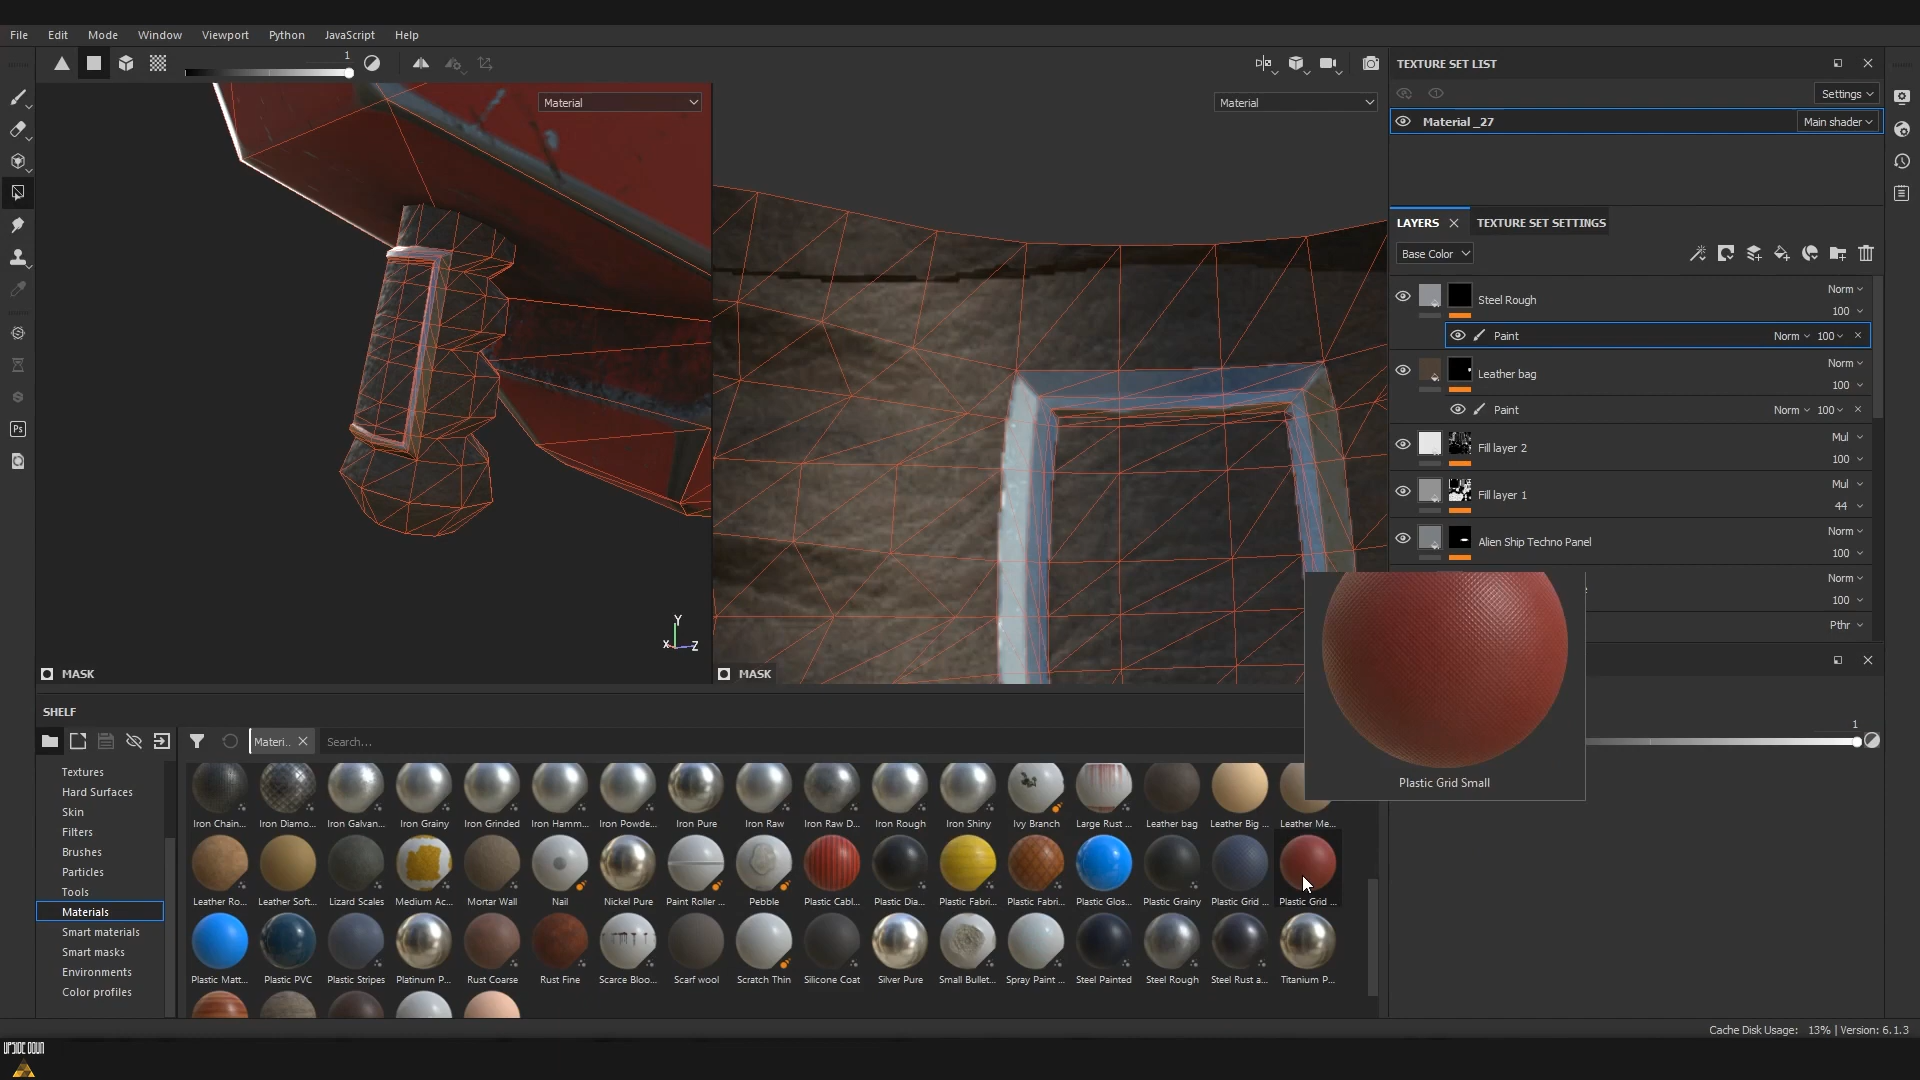 File Edit Mode Window Viewport Python JavaScript Help
1
Material
Material
TEXTURE SET LIST
Settings
Material _27 Main shader
LAYERS TEXTURE SET SETTINGS
Base Color
Steel Rough Norm
100
Paint Norm 100
Leather bag Norm
100
Paint Norm 100
Fill layer 2 Mul
100
Fill layer 1 Mul
44
Alien Ship Techno Panel Norm
100
Norm
100
Pthr
Y
X Z
MASK
MASK
Plastic Grid Small
1
SHELF
Materi.. Search...
Textures
Hard Surfaces
Skin
Filters
Brushes
Particles
Tools
Materials
Smart materials
Smart masks
Environments
Color profiles
Iron Chain... Iron Diamo... Iron Galvan... Iron Grainy Iron Grinded Iron Hamm... Iron Powde... Iron Pure Iron Raw Iron Raw D... Iron Rough Iron Shiny Ivy Branch Large Rust ... Leather bag Leather Big ... Leather Me...
Leather Ro... Leather Soft... Lizard Scales Medium Ac... Mortar Wall Nail Nickel Pure Paint Roller ... Pebble Plastic Cabl... Plastic Dia... Plastic Fabri... Plastic Fabri... Plastic Glos... Plastic Grainy Plastic Grid ... Plastic Grid ...
Plastic Matt... Plastic PVC Plastic Stripes Platinum P... Rust Coarse Rust Fine Scarce Bloo... Scarf wool Scratch Thin Silicone Coat Silver Pure Small Bullet... Spray Paint ... Steel Painted Steel Rough Steel Rust a... Titanium P...
Cache Disk Usage: 13% | Version: 6.1.3
UPSIDE DOWN